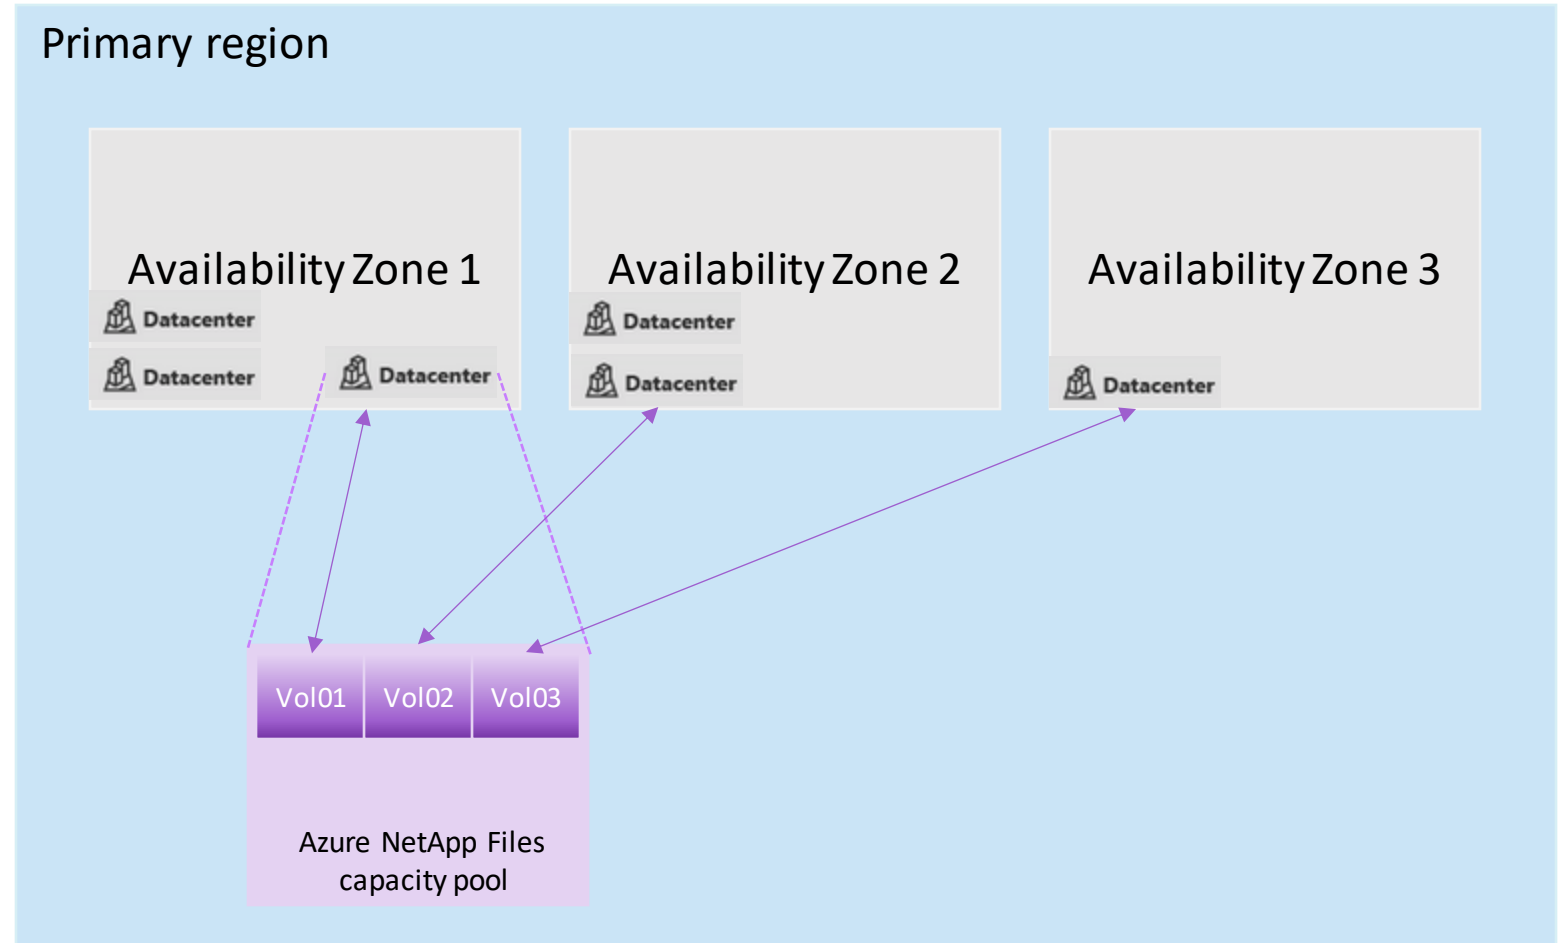 Primary region
Availability Zone 1
Availability Zone 2
Availability Zone 3
Datacenter
Datacenter
Datacenter
Datacenter
Datacenter
Datacenter
Vol01
Vol02
Vol03
Azure NetApp Files
capacity pool